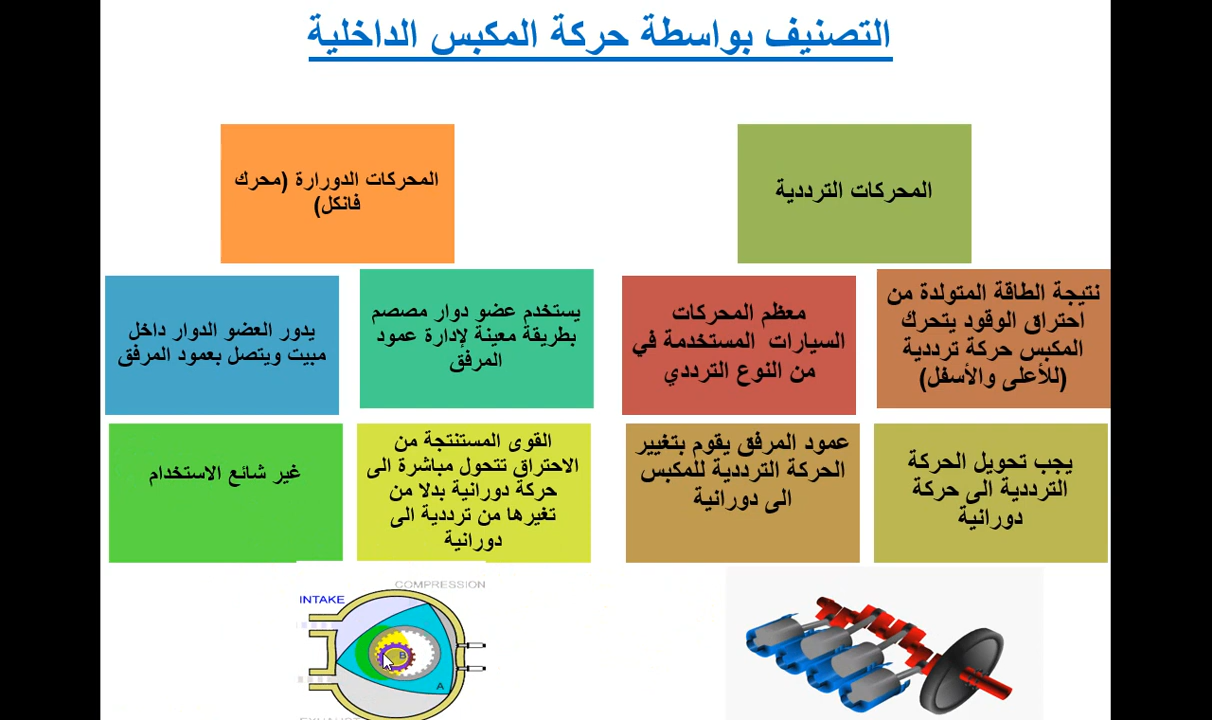 التصنيف بواسطة حركة المكبس الداخلية
المحركات الترددية
نتيجة الطاقة المتولدة من
احتراق الوقود يتحرك
المكبس حركة ترددية
(للأعلى والأسفل)
معظم المحركات
السيارات المستخدمة في
من النوع الترددي
يجب تحويل الحركة
الترددية الى حركة
دورانية
عمود المرفق يقوم بتغيير
الحركة الترددية للمكبس
الى دورانية
المحركات الدورارة (محرك
فانكل)
يستخدم عضو دوار مصصم
بطريقة معينة لإدارة عمود
المرفق
يدور العضو الدوار داخل
مبيت ويتصل بعمود المرفق
القوى المستنتجة من
الاحتراق تتحول مباشرة الى
حركة دورانية بدلا من
تغيرها من ترددية الى
دورانية
غير شائع الاستخدام
COMPRESSION
INTAKE
B
A
EXHAUST